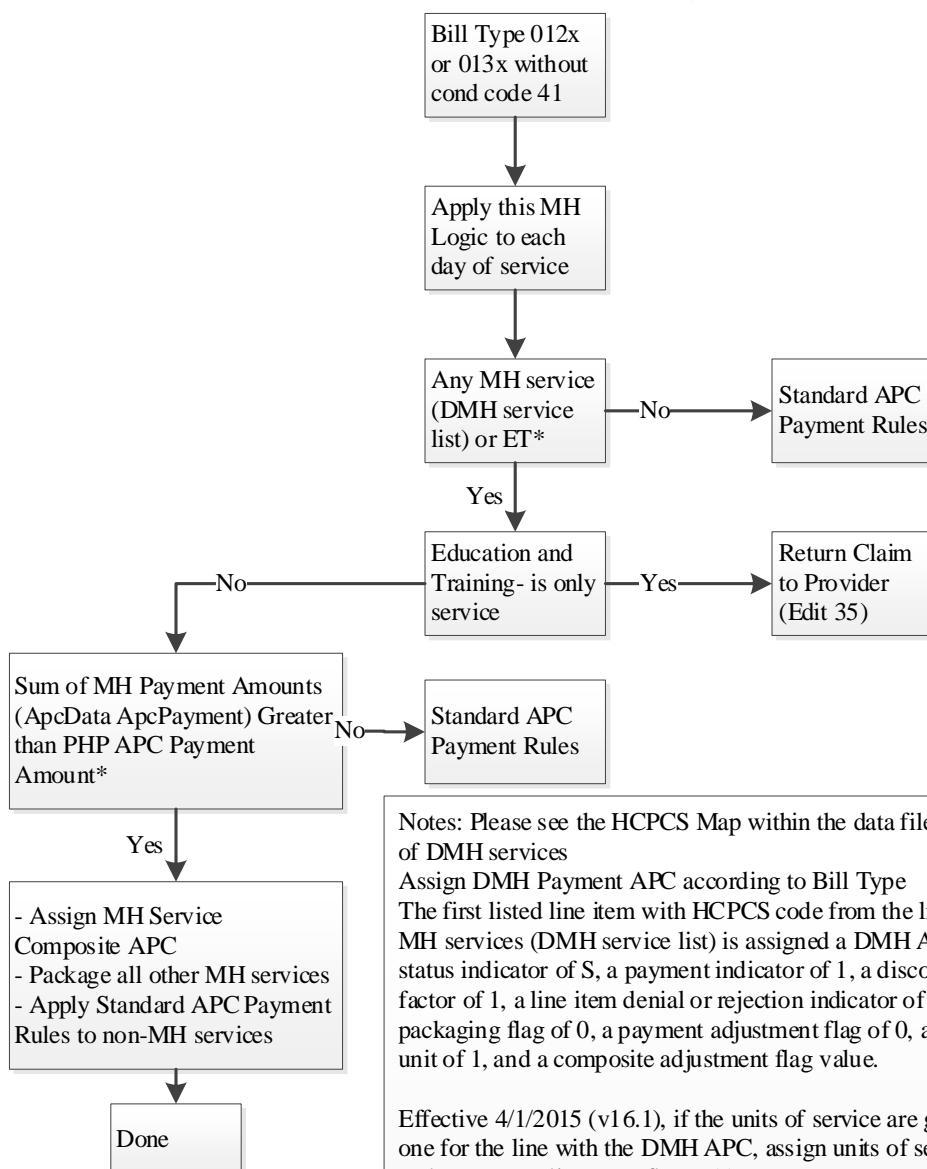 Bill Type 012x
or 013x without
cond code 41
Apply this MH
Logic to each
day of service
Any MH service
(DMH service
list) or ET*
No
Standard APC
Payment Rules
Yes
Education and
Training- is only
service
No
Yes
Return Claim
to Provider
(Edit 35)
Sum of MH Payment Amounts
(ApcData ApcPayment) Greater
than PHP APC Payment
Amount*
No
Standard APC
Payment Rules
Yes
- Assign MH Service
Composite APC
- Package all other MH services
- Apply Standard APC Payment
Rules to non-MH services
Done
Notes: Please see the HCPCS Map within the data file
of DMH services
Assign DMH Payment APC according to Bill Type
The first listed line item with HCPCS code from the
MH services (DMH service list) is assigned a DMH
status indicator of S, a payment indicator of 1, a
factor of 1, a line item denial or rejection indicator of
packaging flag of 0, a payment adjustment flag of 0,
unit of 1, and a composite adjustment flag value.
Effective 4/1/2015 (v16.1), if the units of service are
one for the line with the DMH APC, assign units of